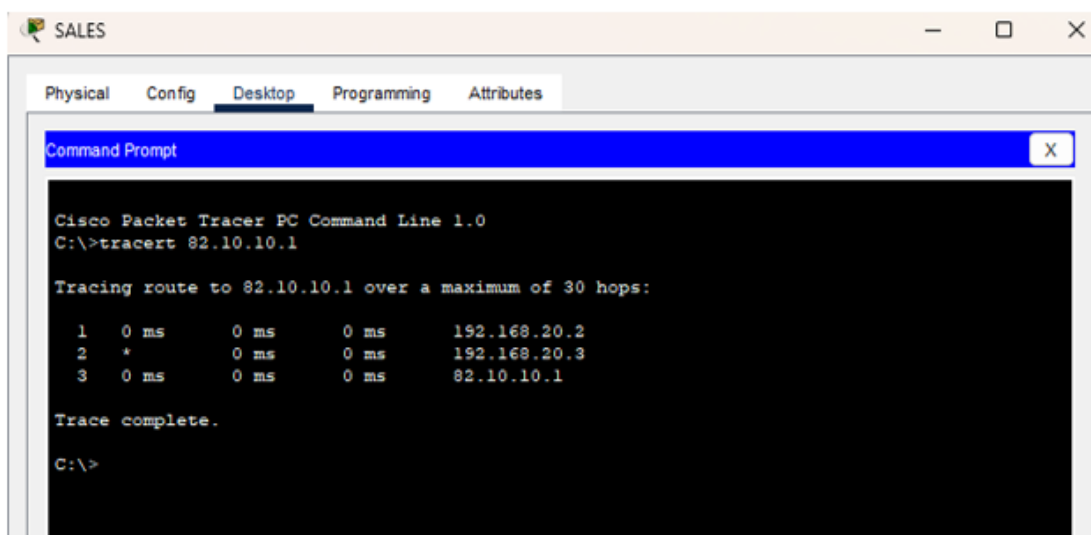 SALES
Physical Config Desktop Programming Attributes
Command Prompt X
Cisco Packet Tracer PC Command Line 1.0
C:\>tracert 82.10.10.1
Tracing route to 82.10.10.1 over a maximum of 30 hops:
1 0 ms 0 ms 0 ms 192.168.20.2
2 * 0 ms 0 ms 192.168.20.3
3 0 ms 0 ms 0 ms 82.10.10.1
Trace complete.
C:\>